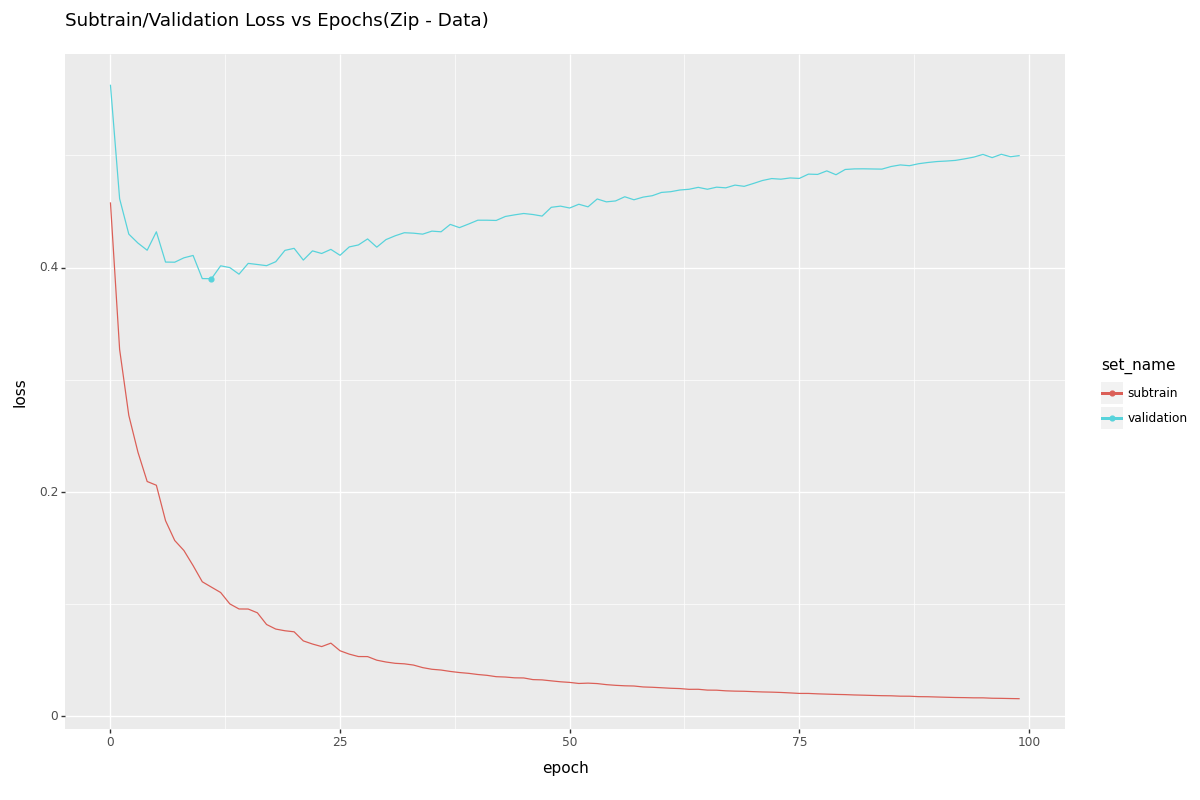 Subtrain/Validation Loss vs Epochs(Zip - Data)
loss
0.4
0.2
0
0
25
50
75
100
epoch
set_name
subtrain
validation